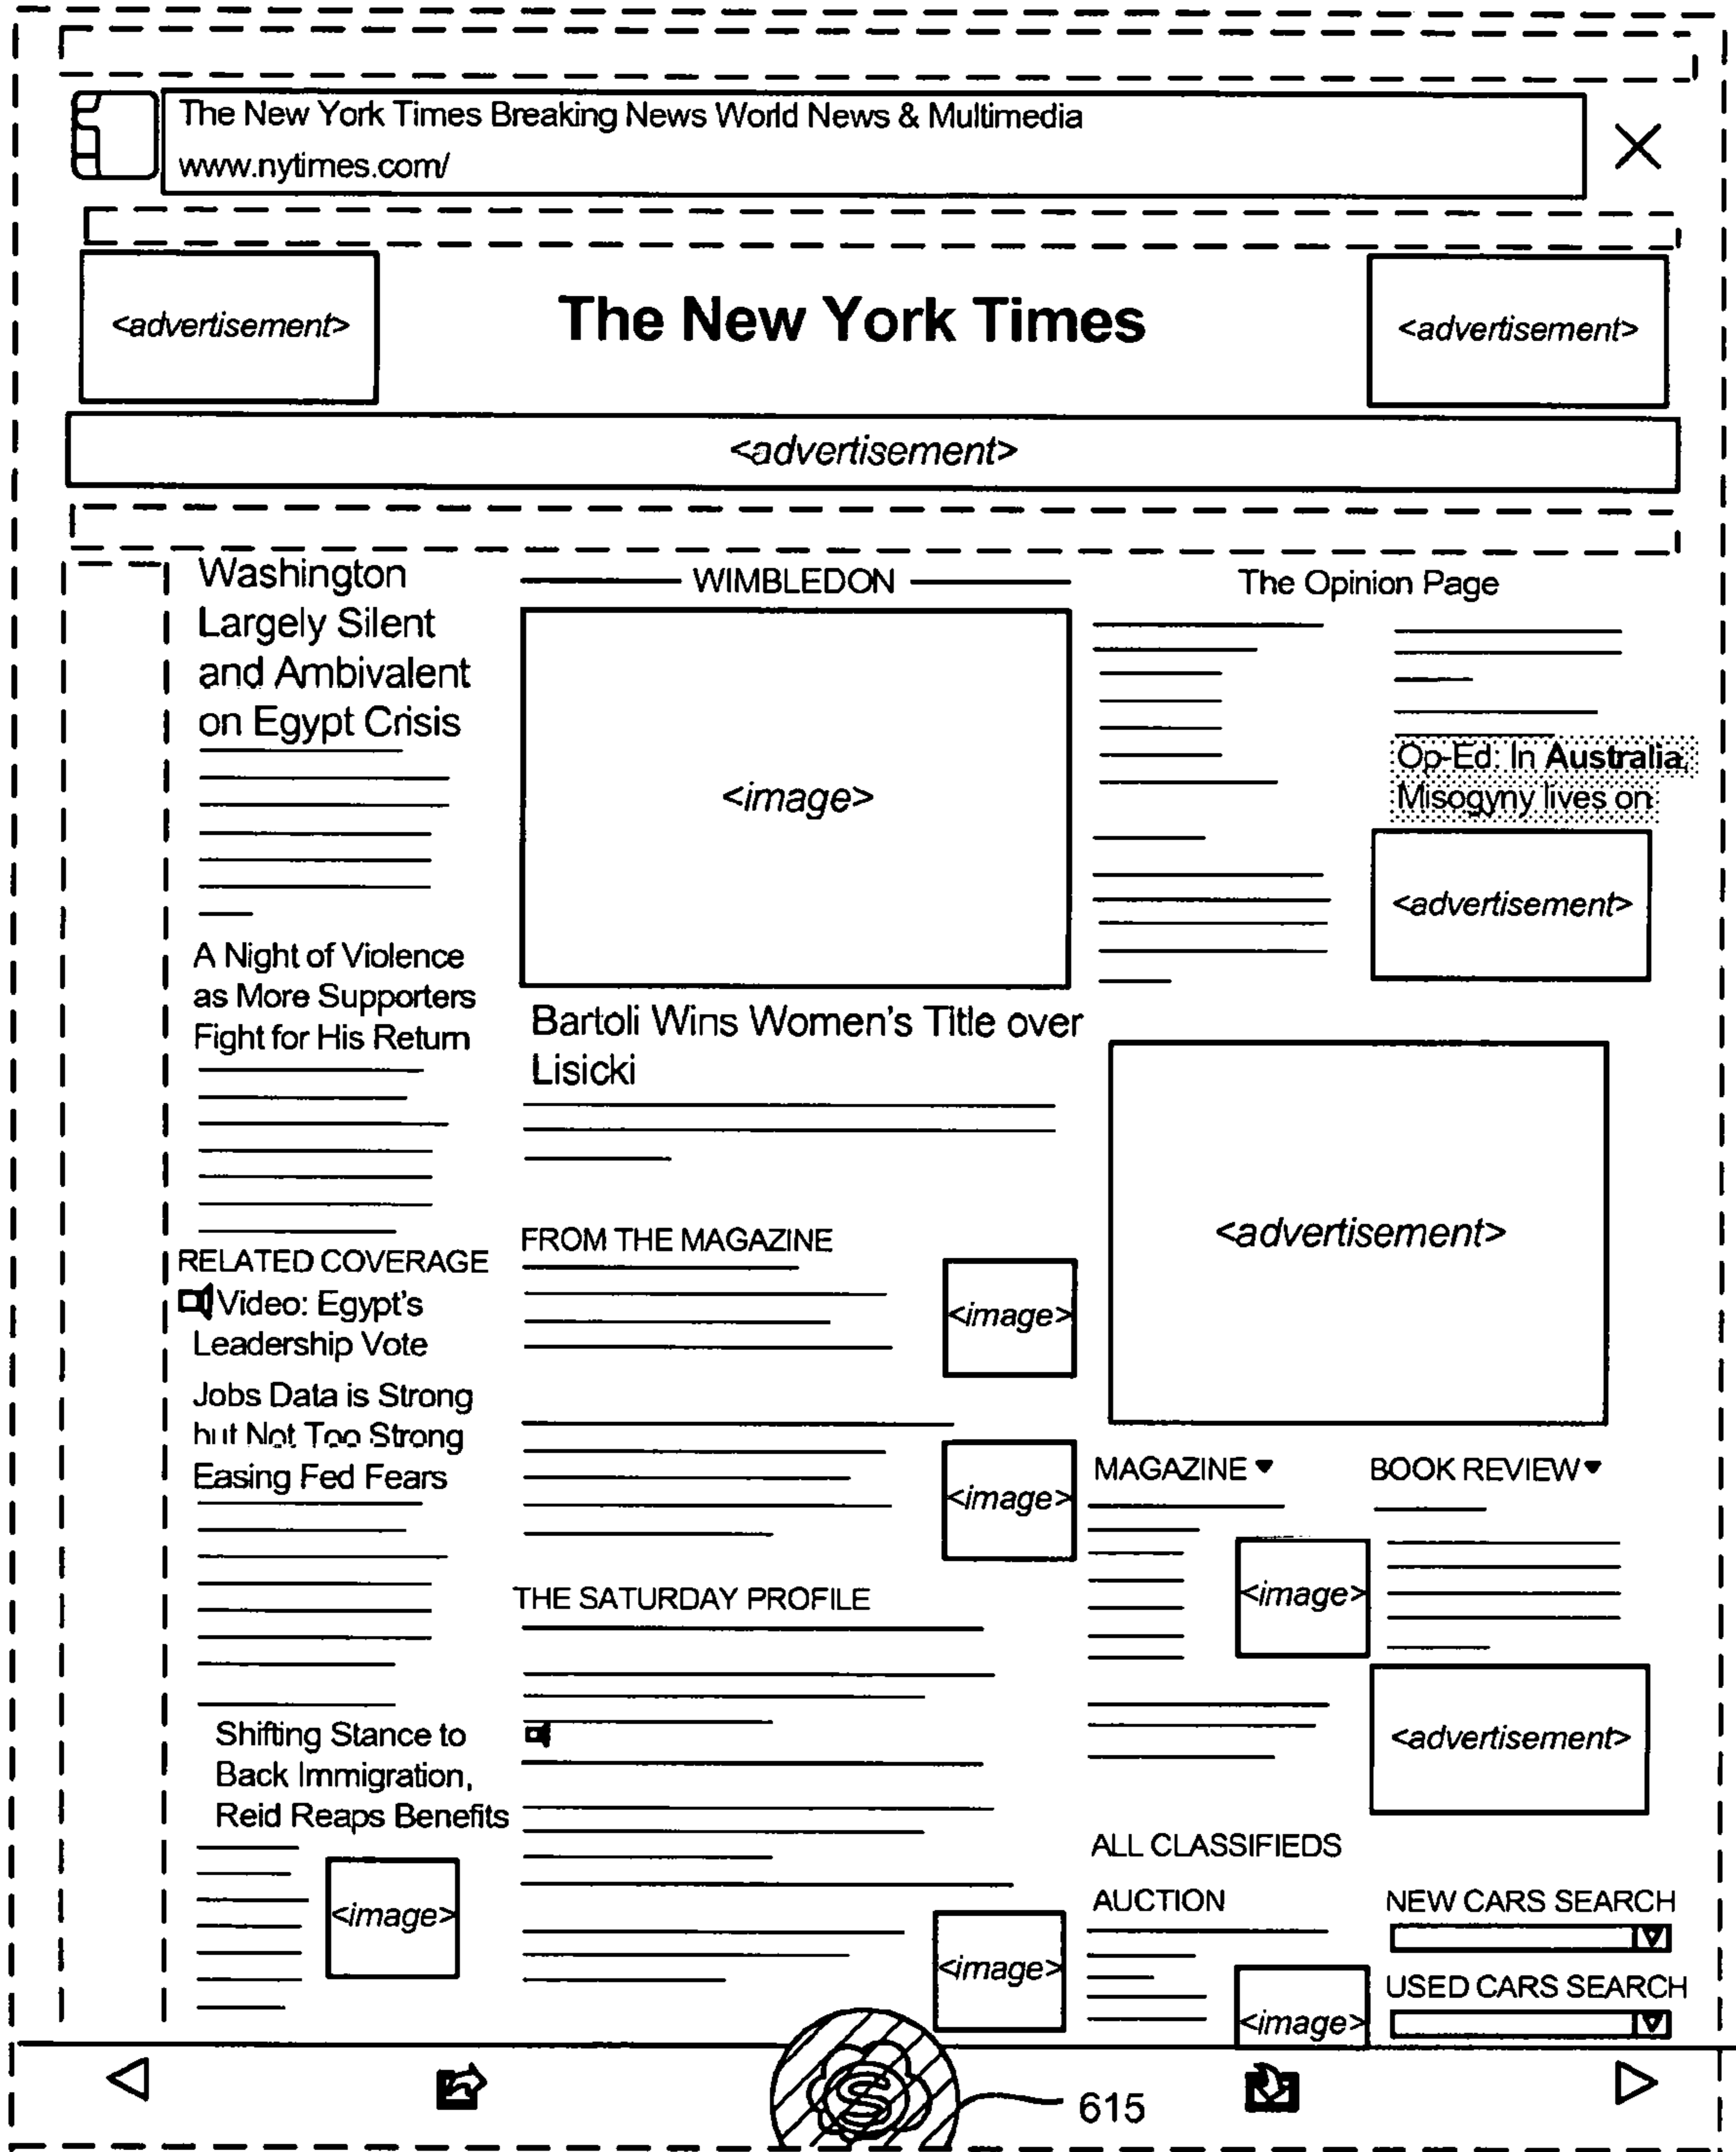 The New York Times Breaking News World News & Multimedia
www.nytimes.com/
<advertisement>
The New York Times
<advertisement>
<advertisement>
Washington
Largely Silent
and Ambivalent
on Egypt Crisis
A Night of Violence
as More Supporters
Fight for His Return
RELATED COVERAGE
Video: Egypt's
Leadership Vote
Jobs Data is Strong
but Not Too Strong
Easing Fed Fears
Shifting Stance to
Back Immigration,
Reid Reaps Benefits
<image>
WIMBLEDON
<image>
Bartoli Wins Women's Title over
Lisicki
FROM THE MAGAZINE
<image>
<image>
THE SATURDAY PROFILE
<image>
The Opinion Page
Op-Ed: In Australia,
Misogyny lives on
<advertisement>
<advertisement>
MAGAZINE
<image>
BOOK REVIEW
<advertisement>
ALL CLASSIFIEDS
AUCTION
<image>
NEW CARS SEARCH
USED CARS SEARCH
S
615